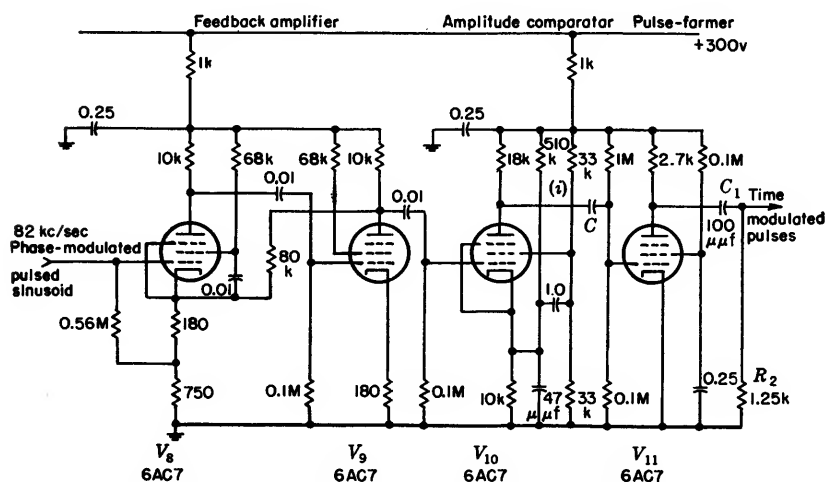 Feedback amplifier Amplitude comparator Pulse-farmer
+300v
1k 1k
0.25 0.25
10k 68k 68k 10k 18k 510 k 33 k 1M 2.7k 0.1M
0.01 0.01 (i) C C₁ Time
modulated
pulses
100
μμf
82 kc/sec
Phase-modulated
pulsed
sinusoid
80
k
0.01
1.0
0.56M 180
750 0.1M 180 0.1M 10k 47
μμf
33
k
0.1M 0.25 R₂
1.25k
V₈ V₉ V₁₀ V₁₁
6AC7 6AC7 6AC7 6AC7